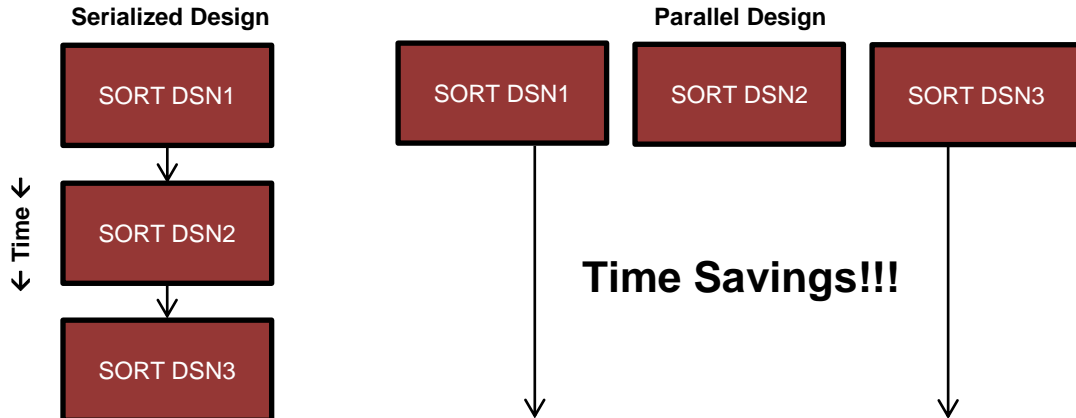 Serialized Design
SORT DSN1
SORT DSN2
SORT DSN3
← Time ←
Parallel Design
SORT DSN1
SORT DSN2
SORT DSN3
Time Savings!!!